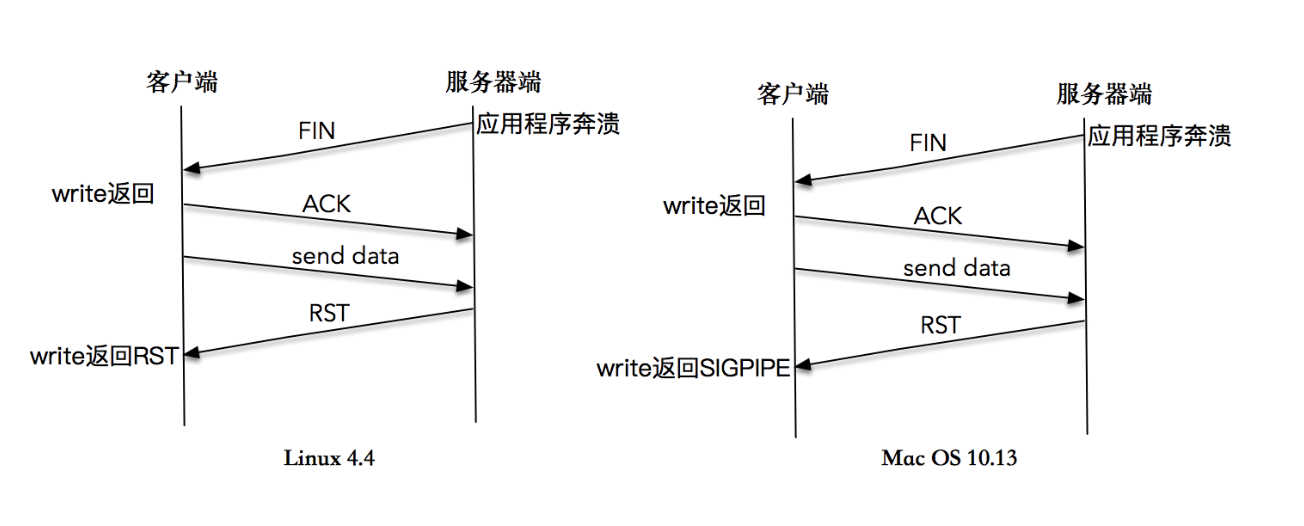 客户端
服务器端
应用程序奔溃
FIN
write返回
ACK
send data
RST
write返回RST
Linux 4.4
客户端
服务器端
应用程序奔溃
FIN
write返回
ACK
send data
RST
write返回SIGPIPE
Mac OS 10.13